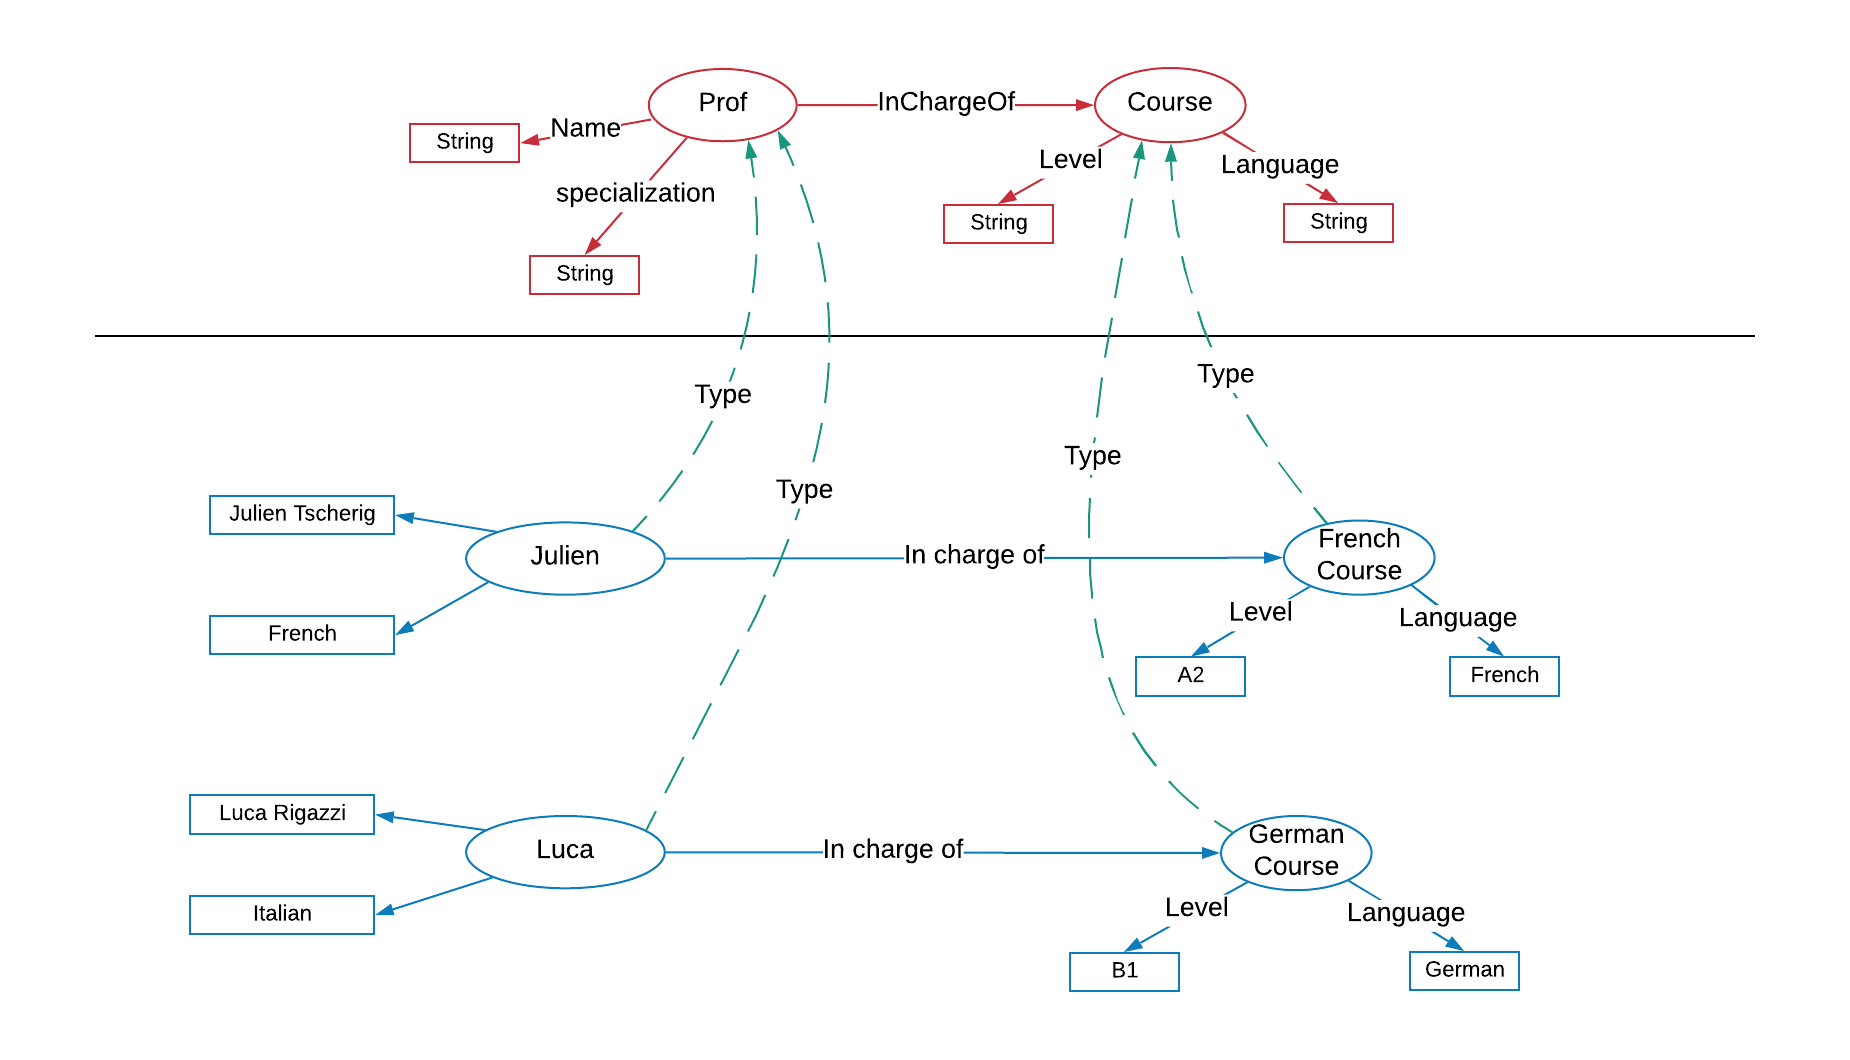 Prof
InChargeOf
Course
Name
String
Level
Language
specialization
String
String
String
Type
Type
Type
Type
Julien Tscherig
Julien
In charge of
French
Course
French
Level
Language
A2
French
Luca Rigazzi
Luca
In charge of
German
Course
Italian
Level
Language
B1
German